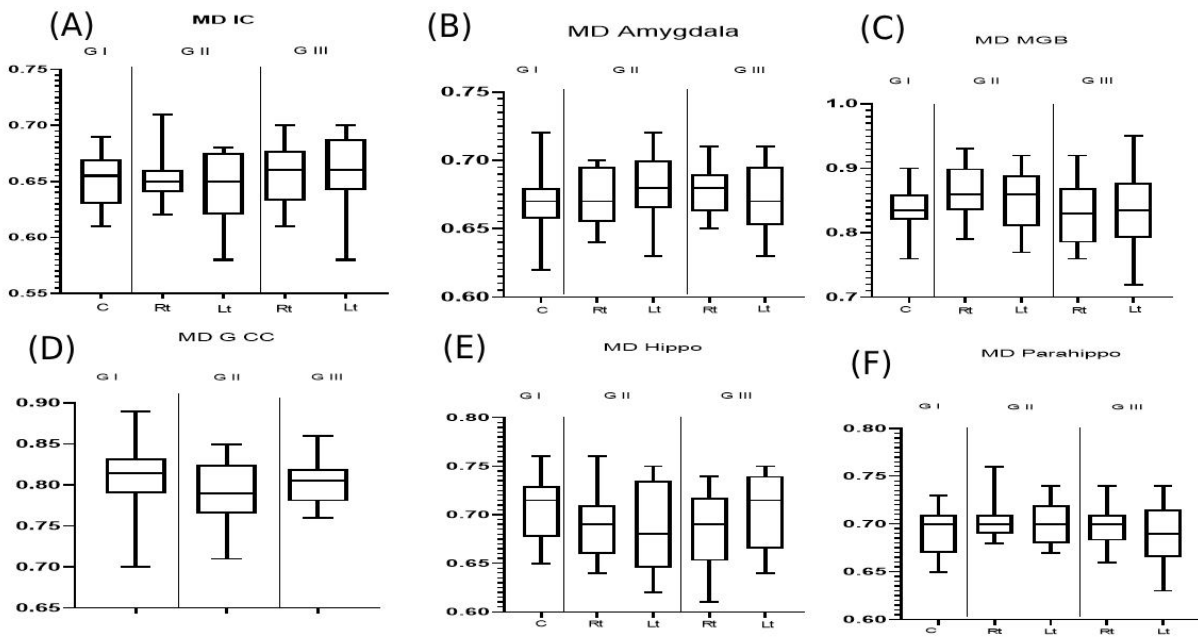 (A)
MD IC
G I G II G III
0.75
0.70
0.65
0.60
0.55
C Rt Lt Rt Lt
(B)
MD Amygdala
G I G II G III
0.75
0.70
0.65
0.60
C Rt Lt Rt Lt
(C)
MD MGB
G I G II G III
1.0
0.9
0.8
0.7
C Rt Lt Rt Lt
(D)
MD G CC
G I G II G III
0.90
0.85
0.80
0.75
0.70
0.65
(E)
MD Hippo
G I G II G III
0.80
0.75
0.70
0.65
0.60
C Rt Lt Rt Lt
(F)
MD Parahippo
G I G II G III
0.80
0.75
0.70
0.65
0.60
C Rt Lt Rt Lt